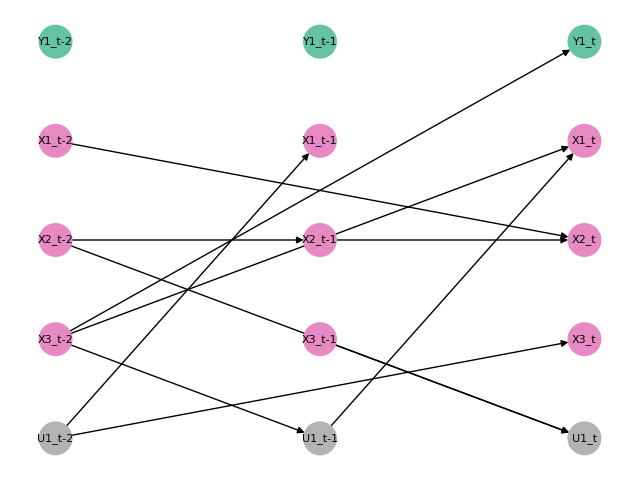 Y1_t-2 Y1_t-1 Y1_t
X1_t-2 X1_t-1 X1_t
X2_t-2 X2_t-1 X2_t
X3_t-2 X3_t-1 X3_t
U1_t-2 U1_t-1 U1_t